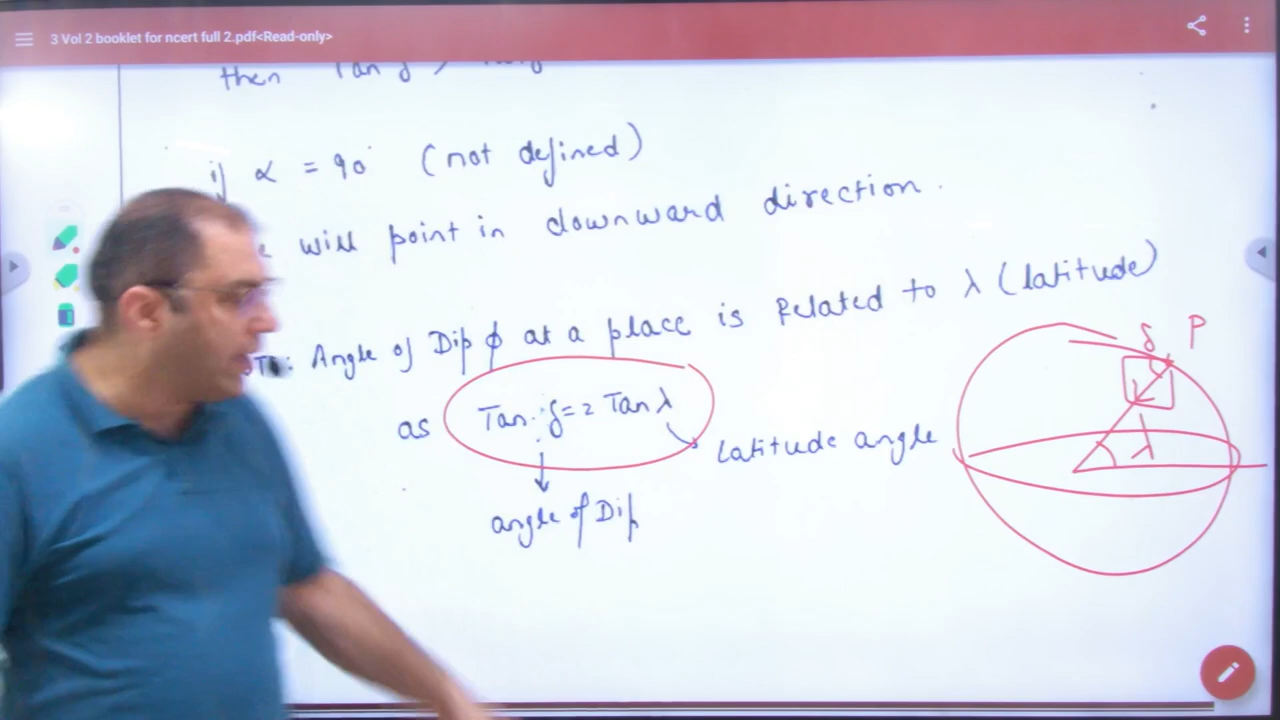 3 Vol 2 booklet for ncert full 2.pdf<Read-only>
then Tan
if α = 90° (not defined)
will point in downward direction.
Angle of Dip ϕ at a place is Related to λ (latitude)
as Tan δ = 2 Tan λ
Latitude angle
angle of Dip
δ P
λ